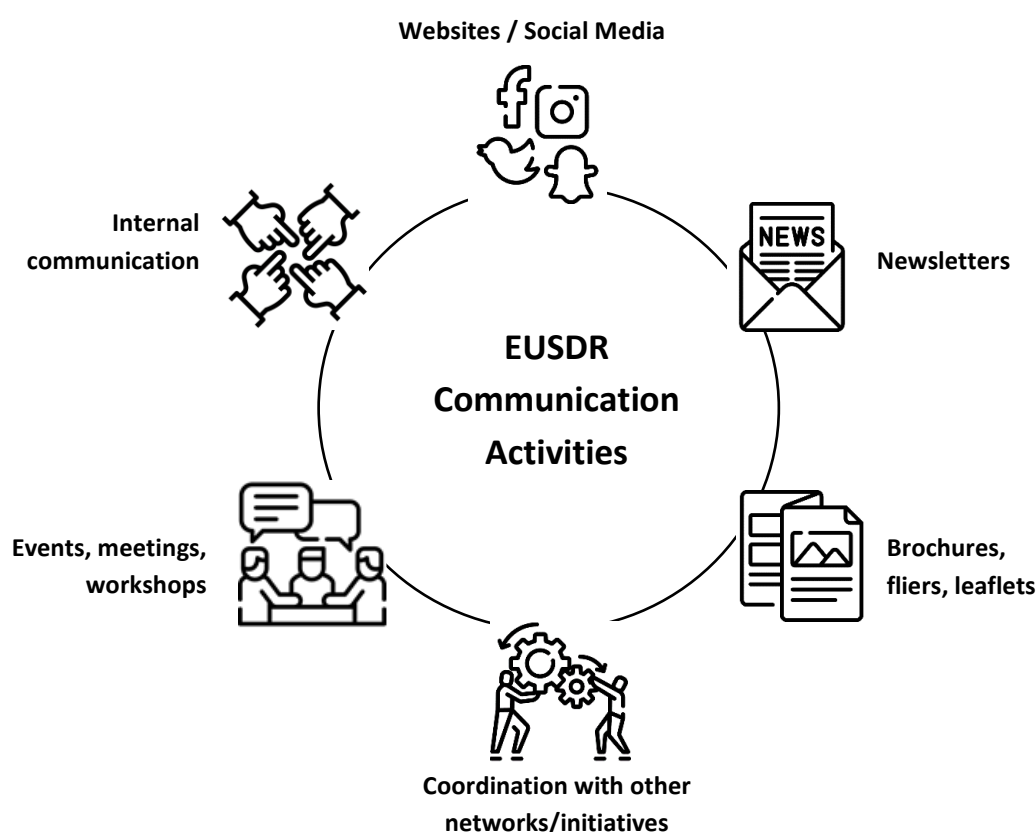 Websites / Social Media
Internal
communication
NEWS
Newsletters
EUSDR
Communication
Activities
Events, meetings,
workshops
Brochures,
fliers, leaflets
Coordination with other
networks/initiatives